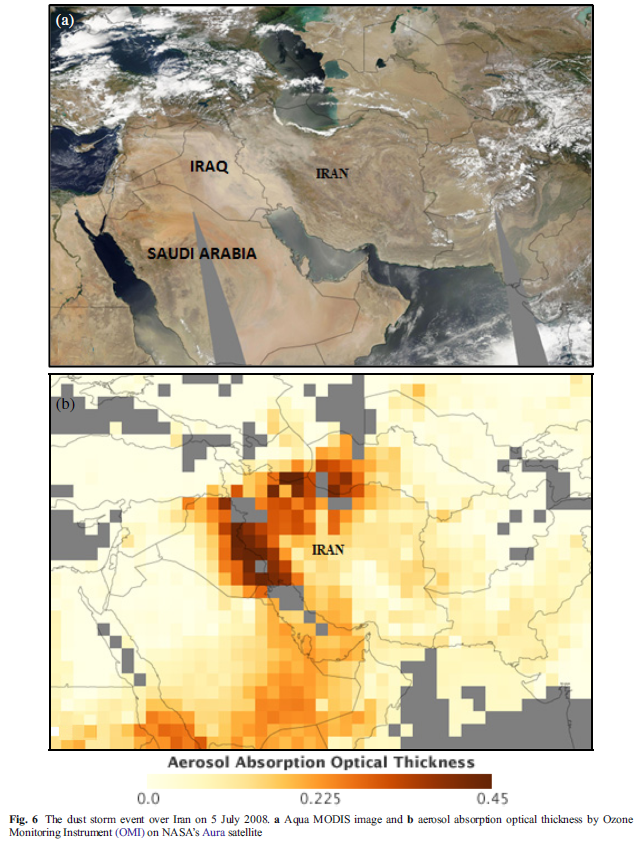 (a)
IRAQ
IRAN
SAUDI ARABIA
(b)
IRAN
Aerosol Absorption Optical Thickness
0.0 0.225 0.45
Fig. 6 The dust storm event over Iran on 5 July 2008. a Aqua MODIS image and b aerosol absorption optical thickness by Ozone
Monitoring Instrument (OMI) on NASA's Aura satellite